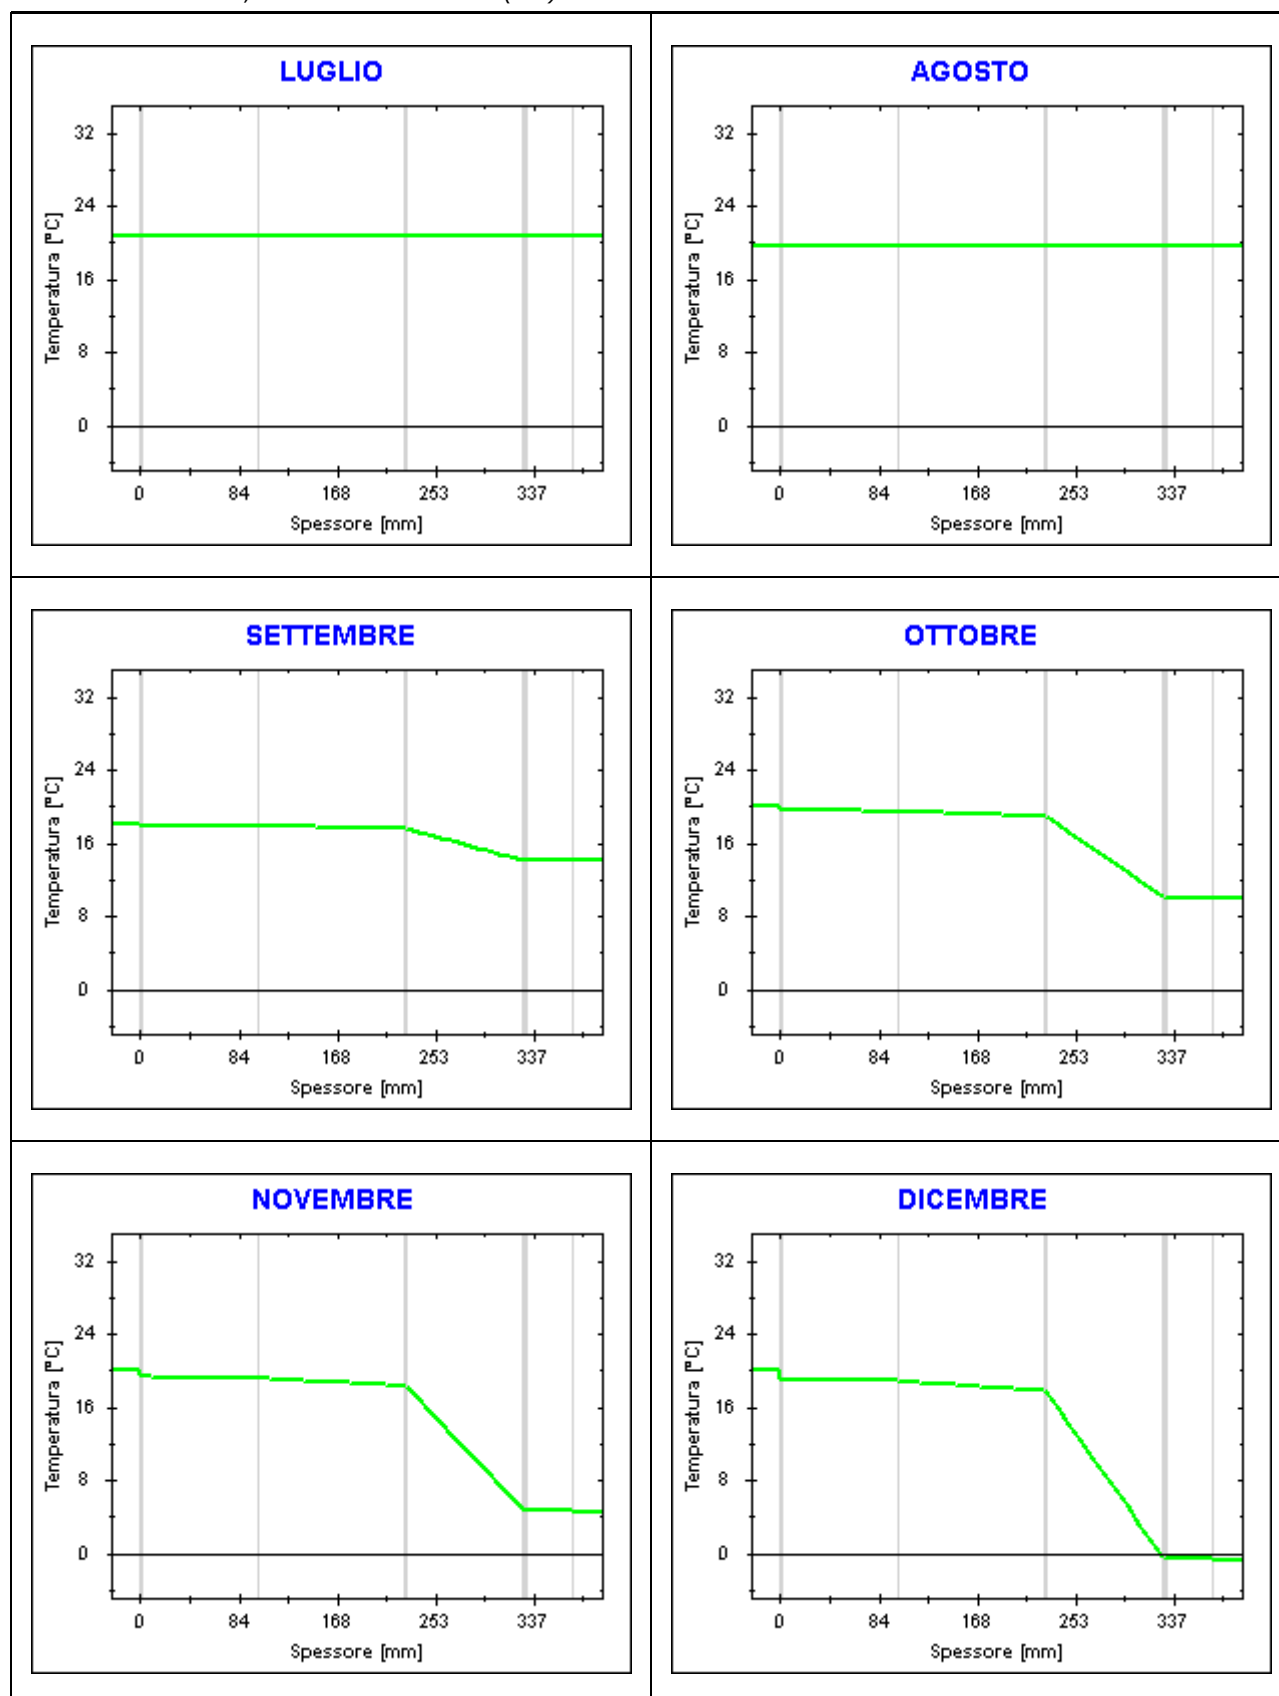 LUGLIO
32
24
16
8
0
Temperatura [°C]
0 84 168 253 337
Spessore [mm]
AGOSTO
32
24
16
8
0
Temperatura [°C]
0 84 168 253 337
Spessore [mm]
SETTEMBRE
32
24
16
8
0
Temperatura [°C]
0 84 168 253 337
Spessore [mm]
OTTOBRE
32
24
16
8
0
Temperatura [°C]
0 84 168 253 337
Spessore [mm]
NOVEMBRE
32
24
16
8
0
Temperatura [°C]
0 84 168 253 337
Spessore [mm]
DICEMBRE
32
24
16
8
0
Temperatura [°C]
0 84 168 253 337
Spessore [mm]